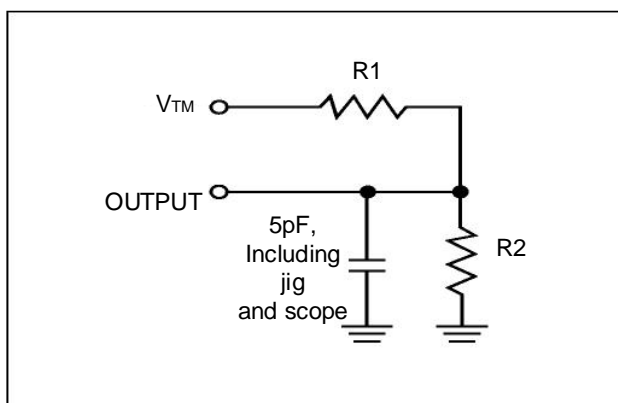 R1
VTM
OUTPUT
5pF,
Including
jig
and scope
R2